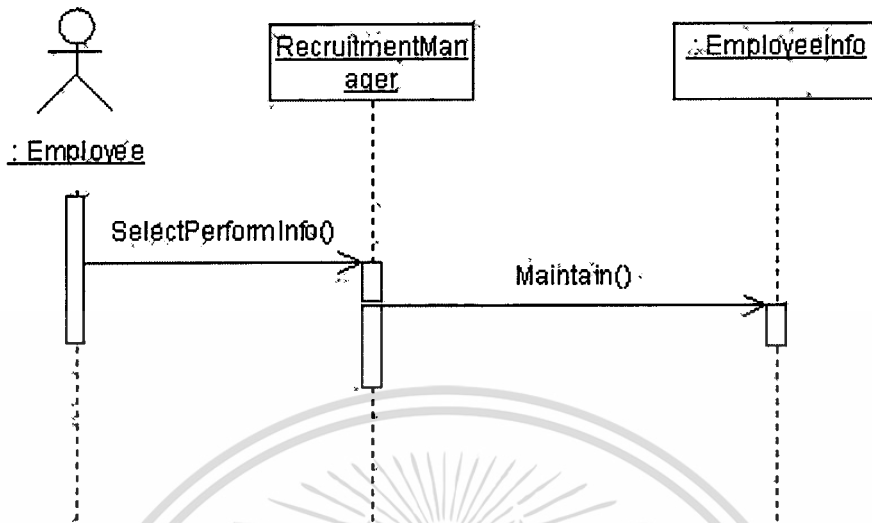 RecruitmentMan
ager
: EmployeeInfo
: Employee
SelectPerformInfo()
Maintain()